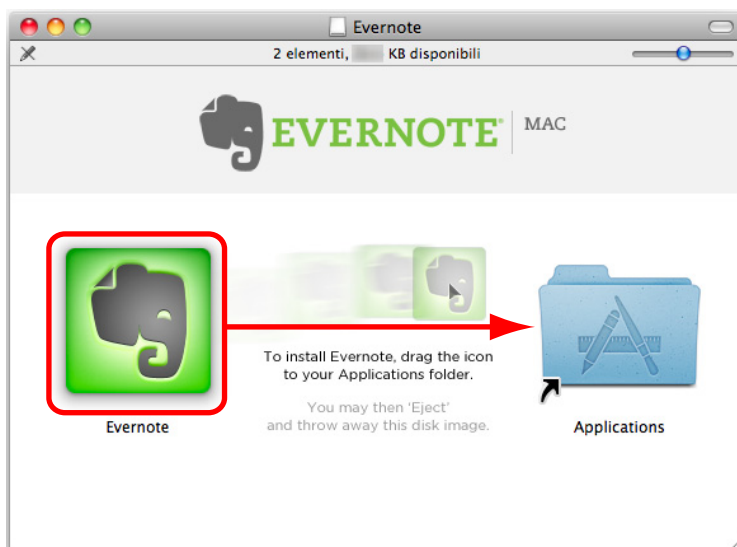 Evernote
2 elementi, KB disponibili
EVERNOTE® MAC
To install Evernote, drag the icon
to your Applications folder.
You may then 'Eject'
and throw away this disk image.
Evernote
Applications